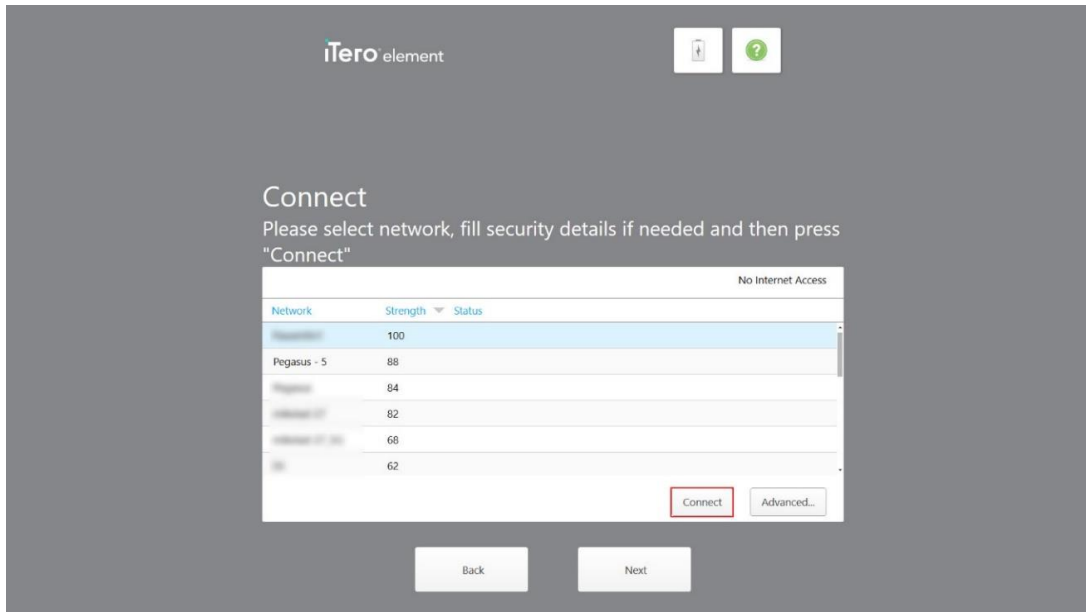 iTero element
?
Connect
Please select network, fill security details if needed and then press
"Connect"
No Internet Access
Network Strength Status
100
Pegasus - 5 88
84
82
68
62
Connect Advanced...
Back Next